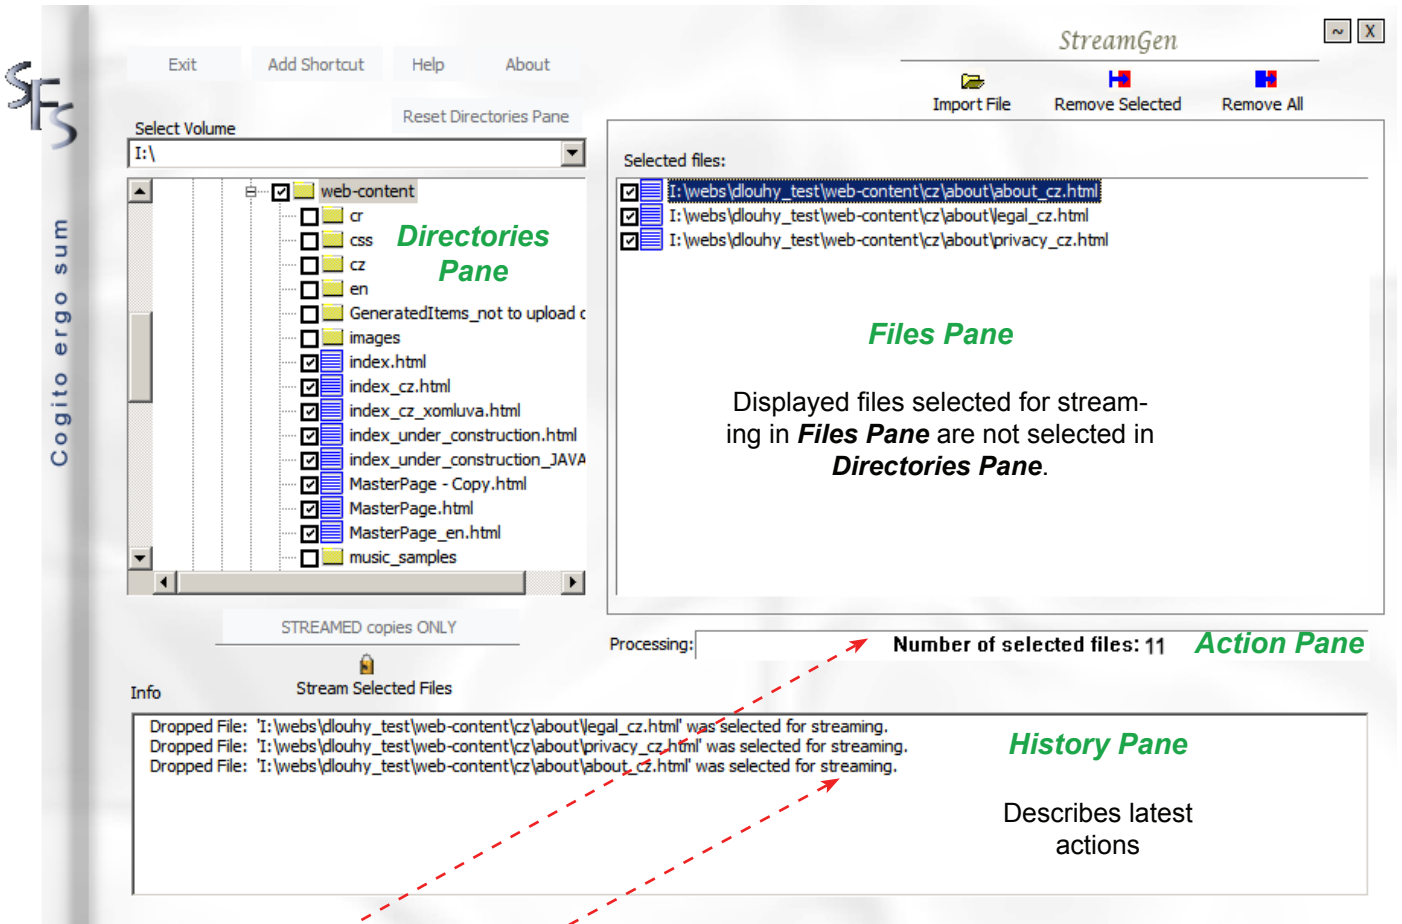 StreamGen
~ X
Exit Add Shortcut Help About
Import File Remove Selected Remove All
SFS
Reset Directories Pane
Select Volume
I:\
Selected files:
web-content
cr
css
cz
en
GeneratedItems_not to upload c
images
index.html
index_cz.html
index_cz_xomluva.html
index_under_construction.html
index_under_construction_JAVA
MasterPage - Copy.html
MasterPage.html
MasterPage_en.html
music_samples
Directories
Pane
I:\webs\dlouhy_test\web-content\cz\about\about_cz.html
I:\webs\dlouhy_test\web-content\cz\about\legal_cz.html
I:\webs\dlouhy_test\web-content\cz\about\privacy_cz.html
Files Pane
Displayed files selected for stream-
ing in Files Pane are not selected in
Directories Pane.
Cogito ergo sum
STREAMED copies ONLY
Stream Selected Files
Processing: Number of selected files: 11 Action Pane
Info
Dropped File: 'I:\webs\dlouhy_test\web-content\cz\about\legal_cz.html' was selected for streaming.
Dropped File: 'I:\webs\dlouhy_test\web-content\cz\about\privacy_cz.html' was selected for streaming.
Dropped File: 'I:\webs\dlouhy_test\web-content\cz\about\about_cz.html' was selected for streaming.
History Pane
Describes latest
actions